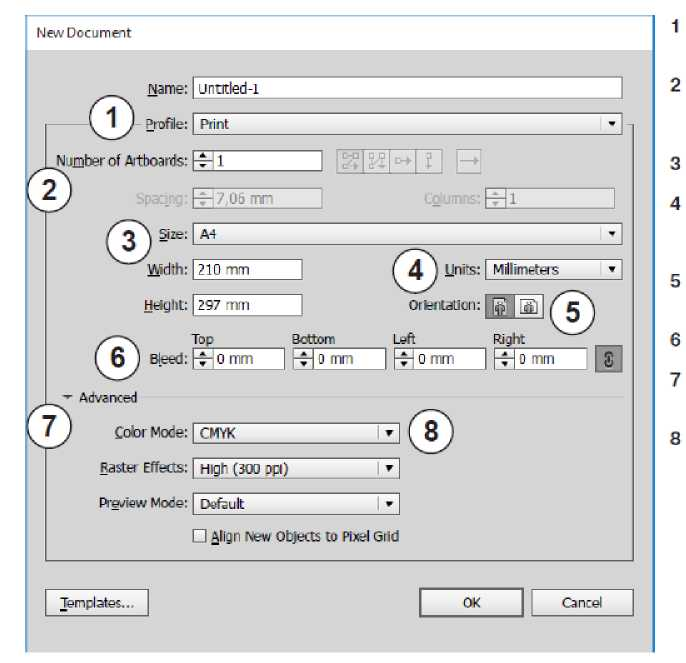 New Document
1
Name: Untitled-1
2
1 Profile: Print
Number of Artboards: 1
3
2
Spacing: 7,06 mm Columns: 1
4
3 Size: A4
Width: 210 mm 4 Units: Millimeters
5
Height: 297 mm Orientation: 5
Top Bottom Left Right
6
6 Bleed: 0 mm 0 mm 0 mm 0 mm
7
Advanced
7
Color Mode: CMYK 8
8
Raster Effects: High (300 ppi)
Preview Mode: Default
Align New Objects to Pixel Grid
Templates... OK Cancel